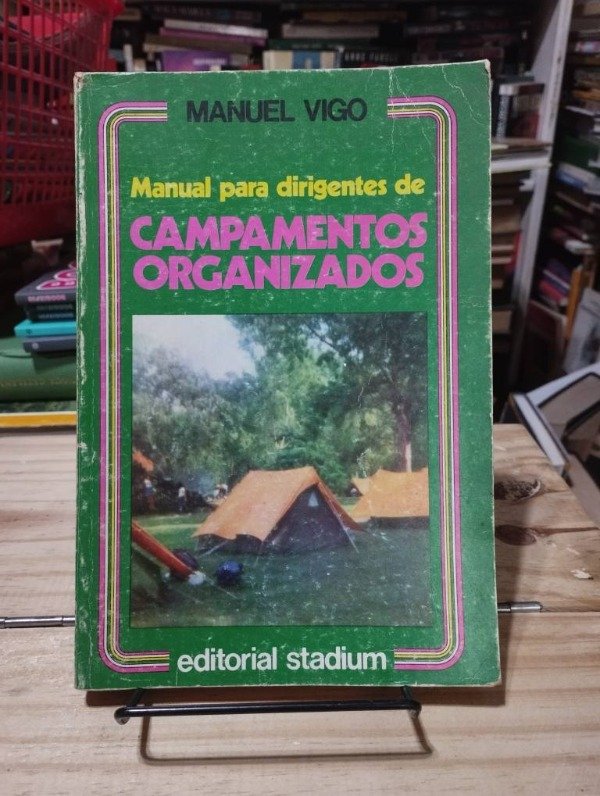 MANUEL VIGO
Manual para dirigentes de
CAMPAMENTOS
ORGANIZADOS
editorial stadium